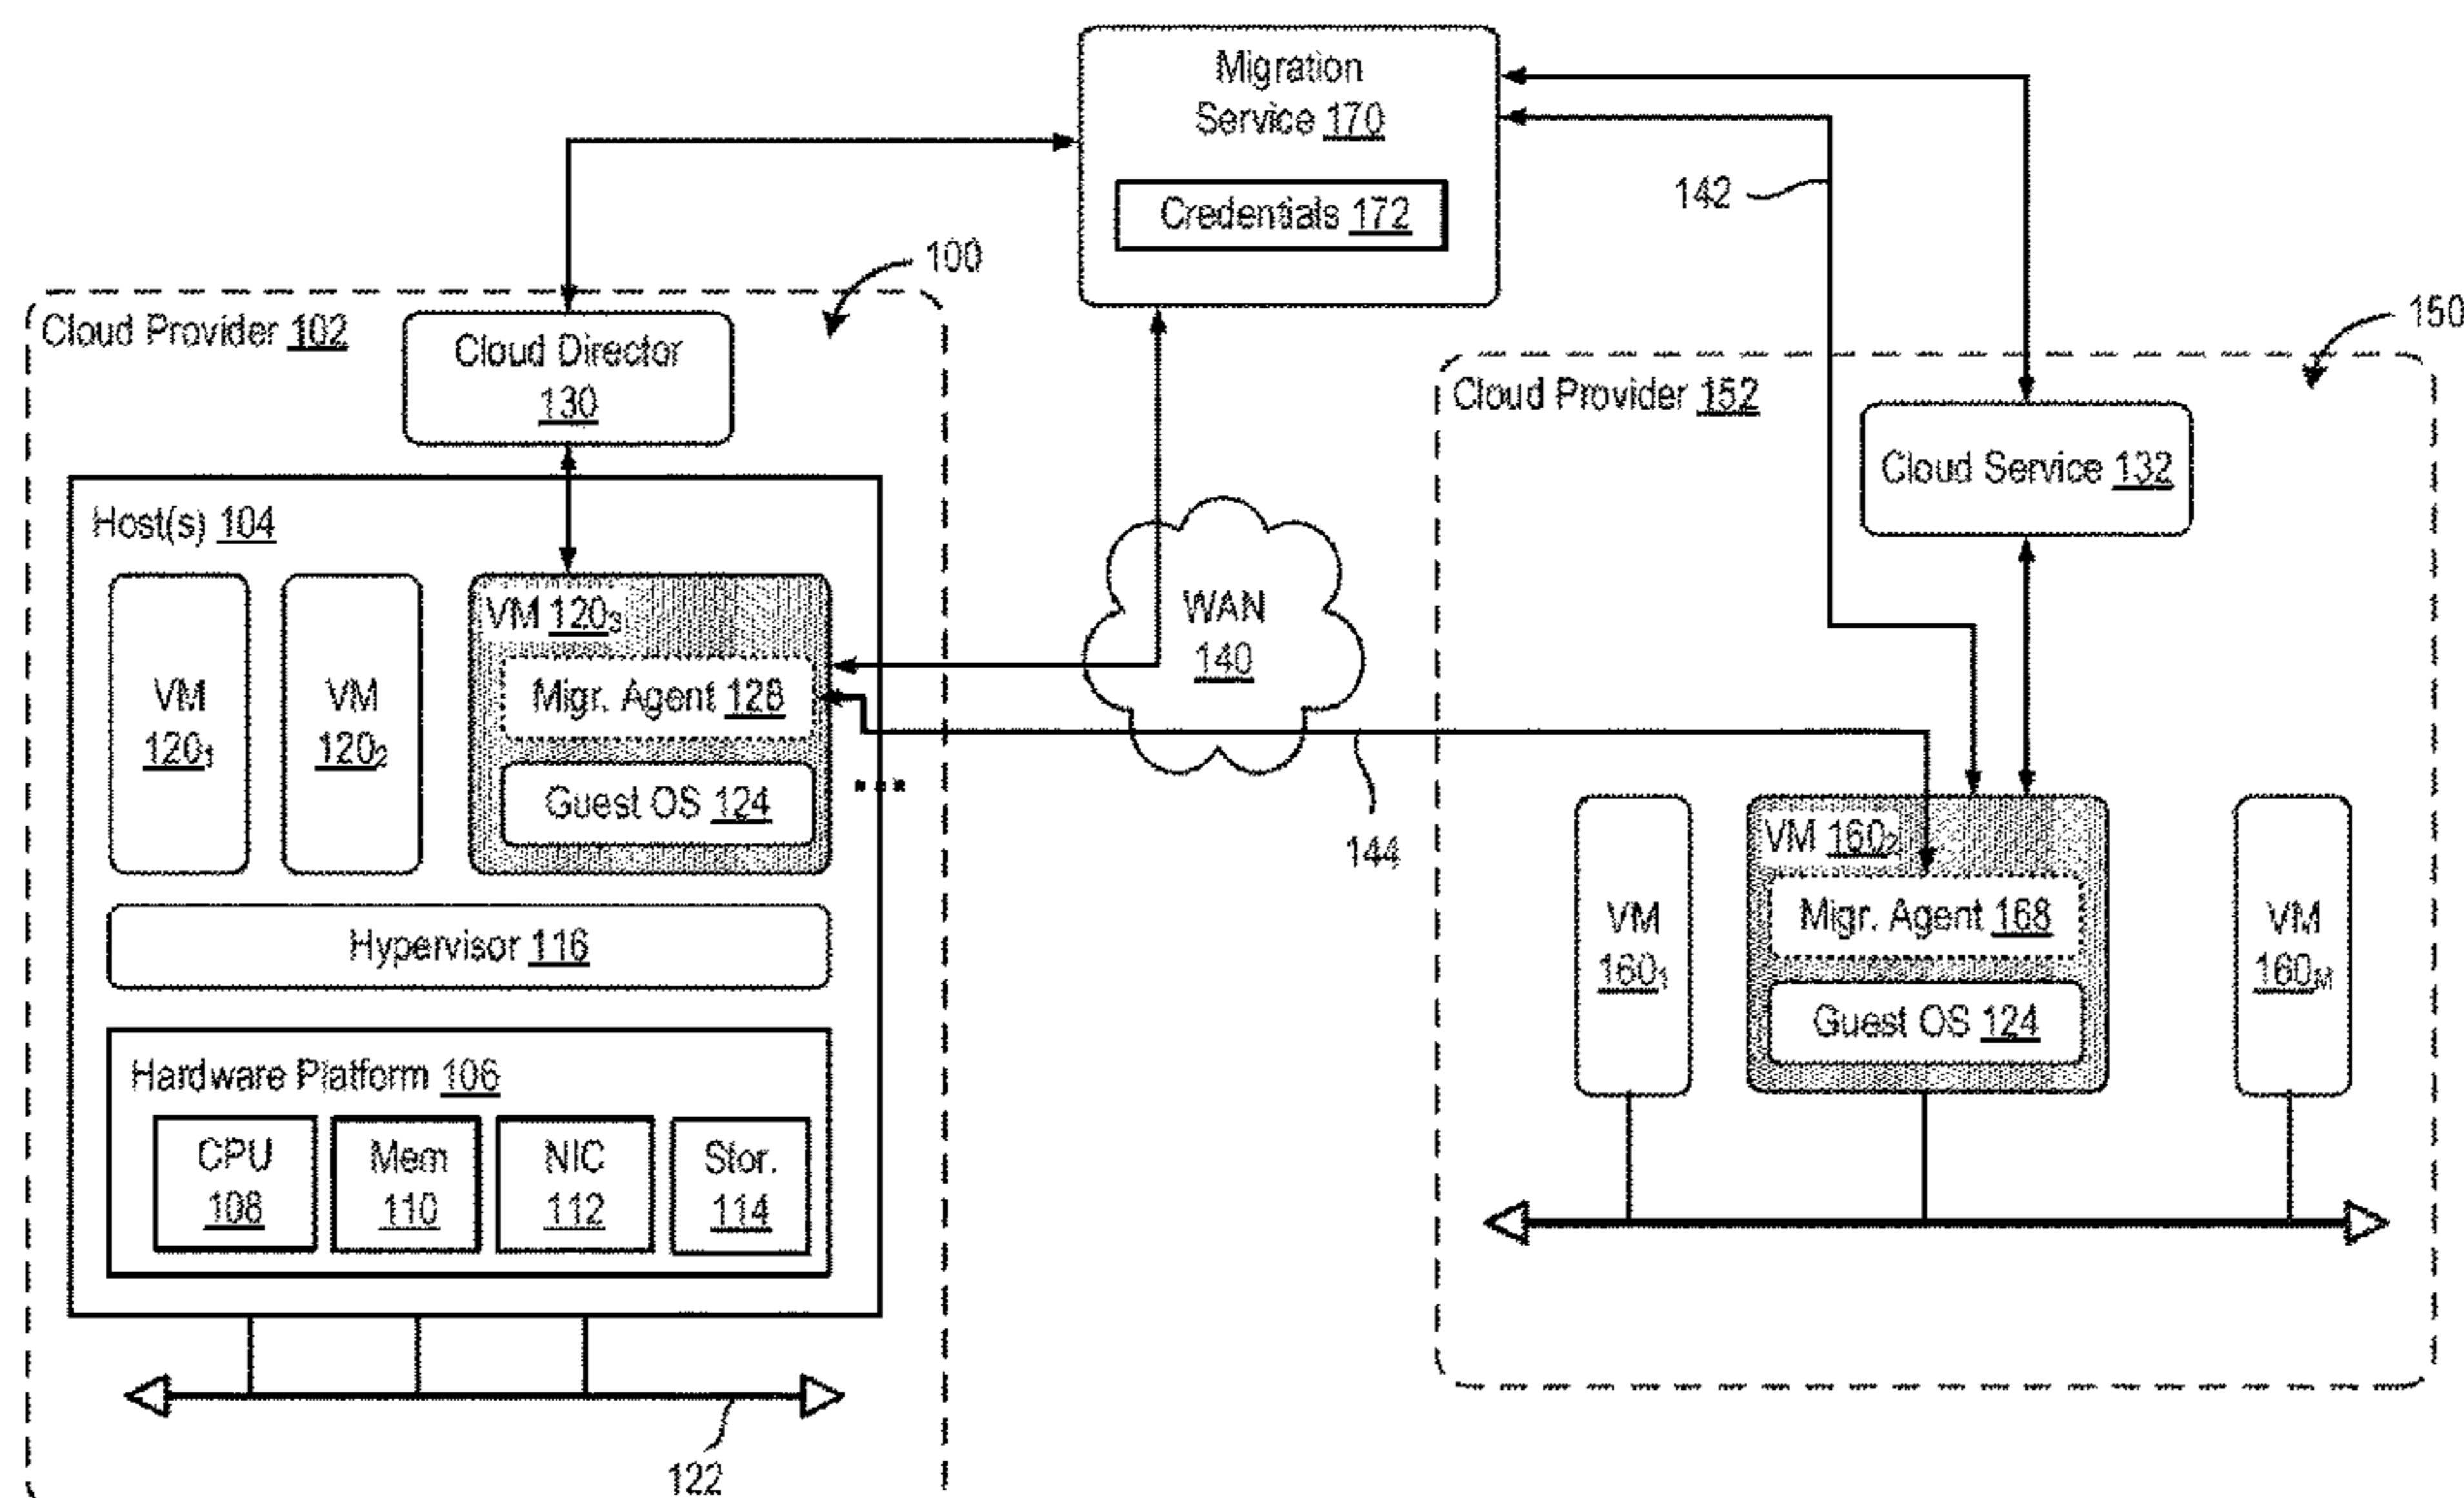 Migration
Service 170
Credentials 172
142
100
150
Cloud Provider 102
Cloud Director
130
Cloud Provider 152
Cloud Service 132
Host(s) 104
VM
120₁
VM
120₂
VM 120₃
Migr. Agent 128
Guest OS 124
...
WAN
140
144
VM
160₁
VM 160₂
Migr. Agent 168
Guest OS 124
VM
160M
Hypervisor 116
Hardware Platform 106
CPU
108
Mem
110
NIC
112
Stor.
114
122